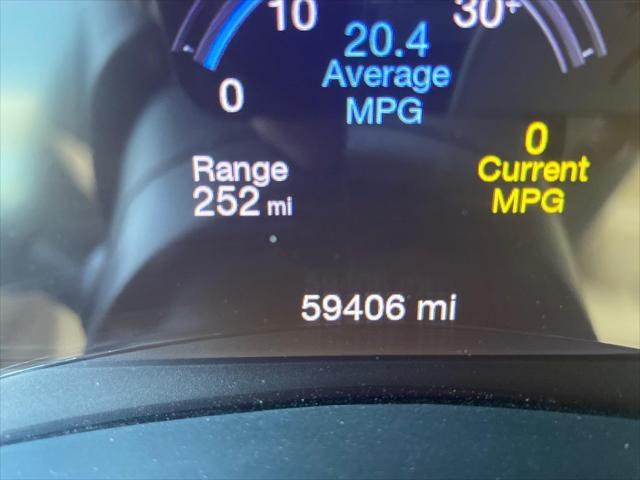 10 30+
20.4
Average
MPG
0
0
Current
MPG
Range
252 mi
59406 mi